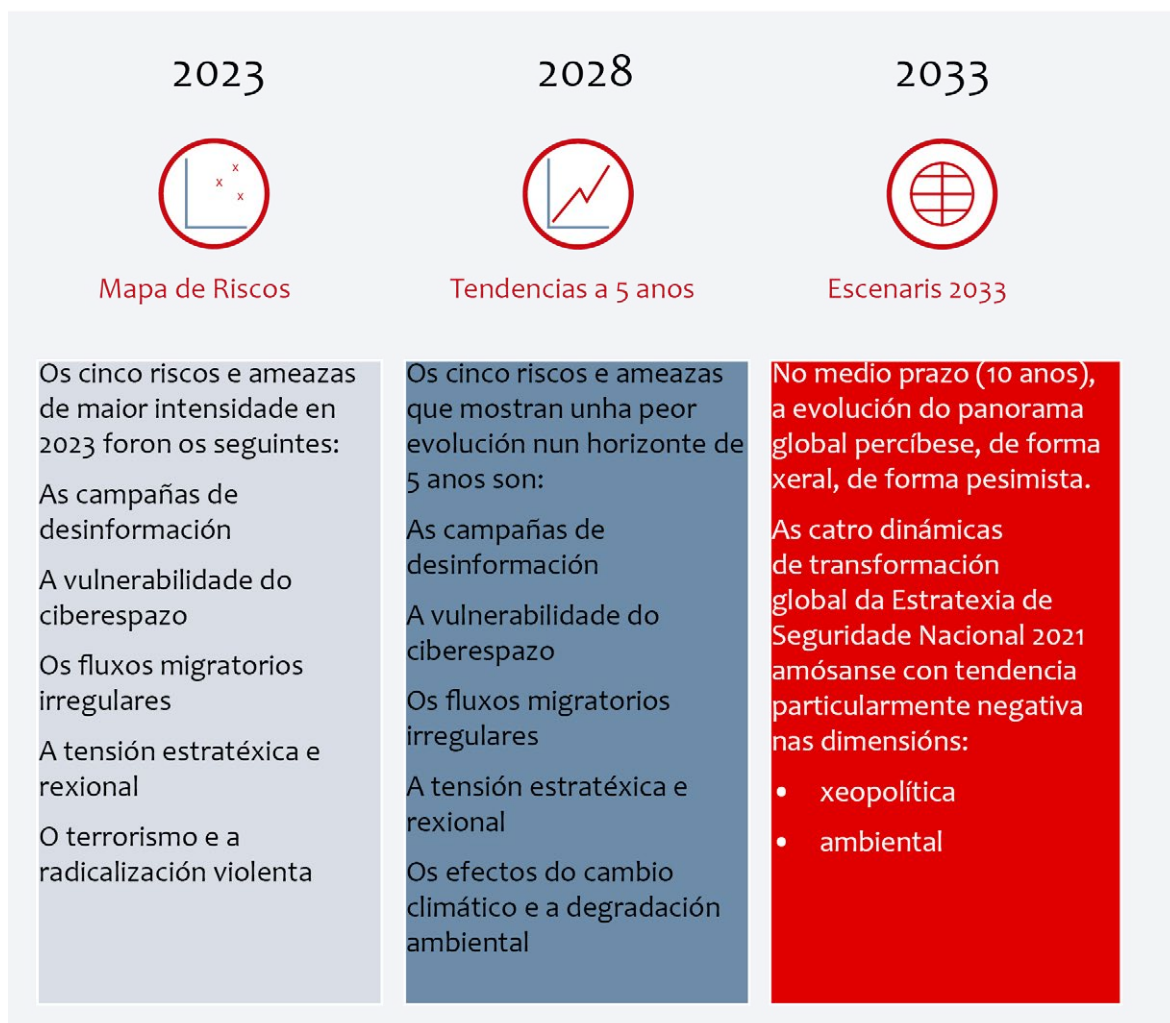 2023
Mapa de Riscos
Os cinco riscos e ameazas
de maior intensidade en
2023 foron os seguintes:
As campañas de
desinformación
A vulnerabilidade do
ciberespazo
Os fluxos migratorios
irregulares
A tensión estratéxica e
rexional
O terrorismo e a
radicalización violenta
2028
Tendencias a 5 anos
Os cinco riscos e ameazas
que mostran unha peor
evolución nun horizonte de
5 anos son:
As campañas de
desinformación
A vulnerabilidade do
ciberespazo
Os fluxos migratorios
irregulares
A tensión estratéxica e
rexional
Os efectos do cambio
climático e a degradación
ambiental
2033
Escenaris 2033
No medio prazo (10 anos),
a evolución do panorama
global percíbese, de forma
xeral, de forma pesimista.
As catro dinámicas
de transformación
global da Estratexia de
Seguridade Nacional 2021
amósanse con tendencia
particularmente negativa
nas dimensións:
• xeopolítica
• ambiental